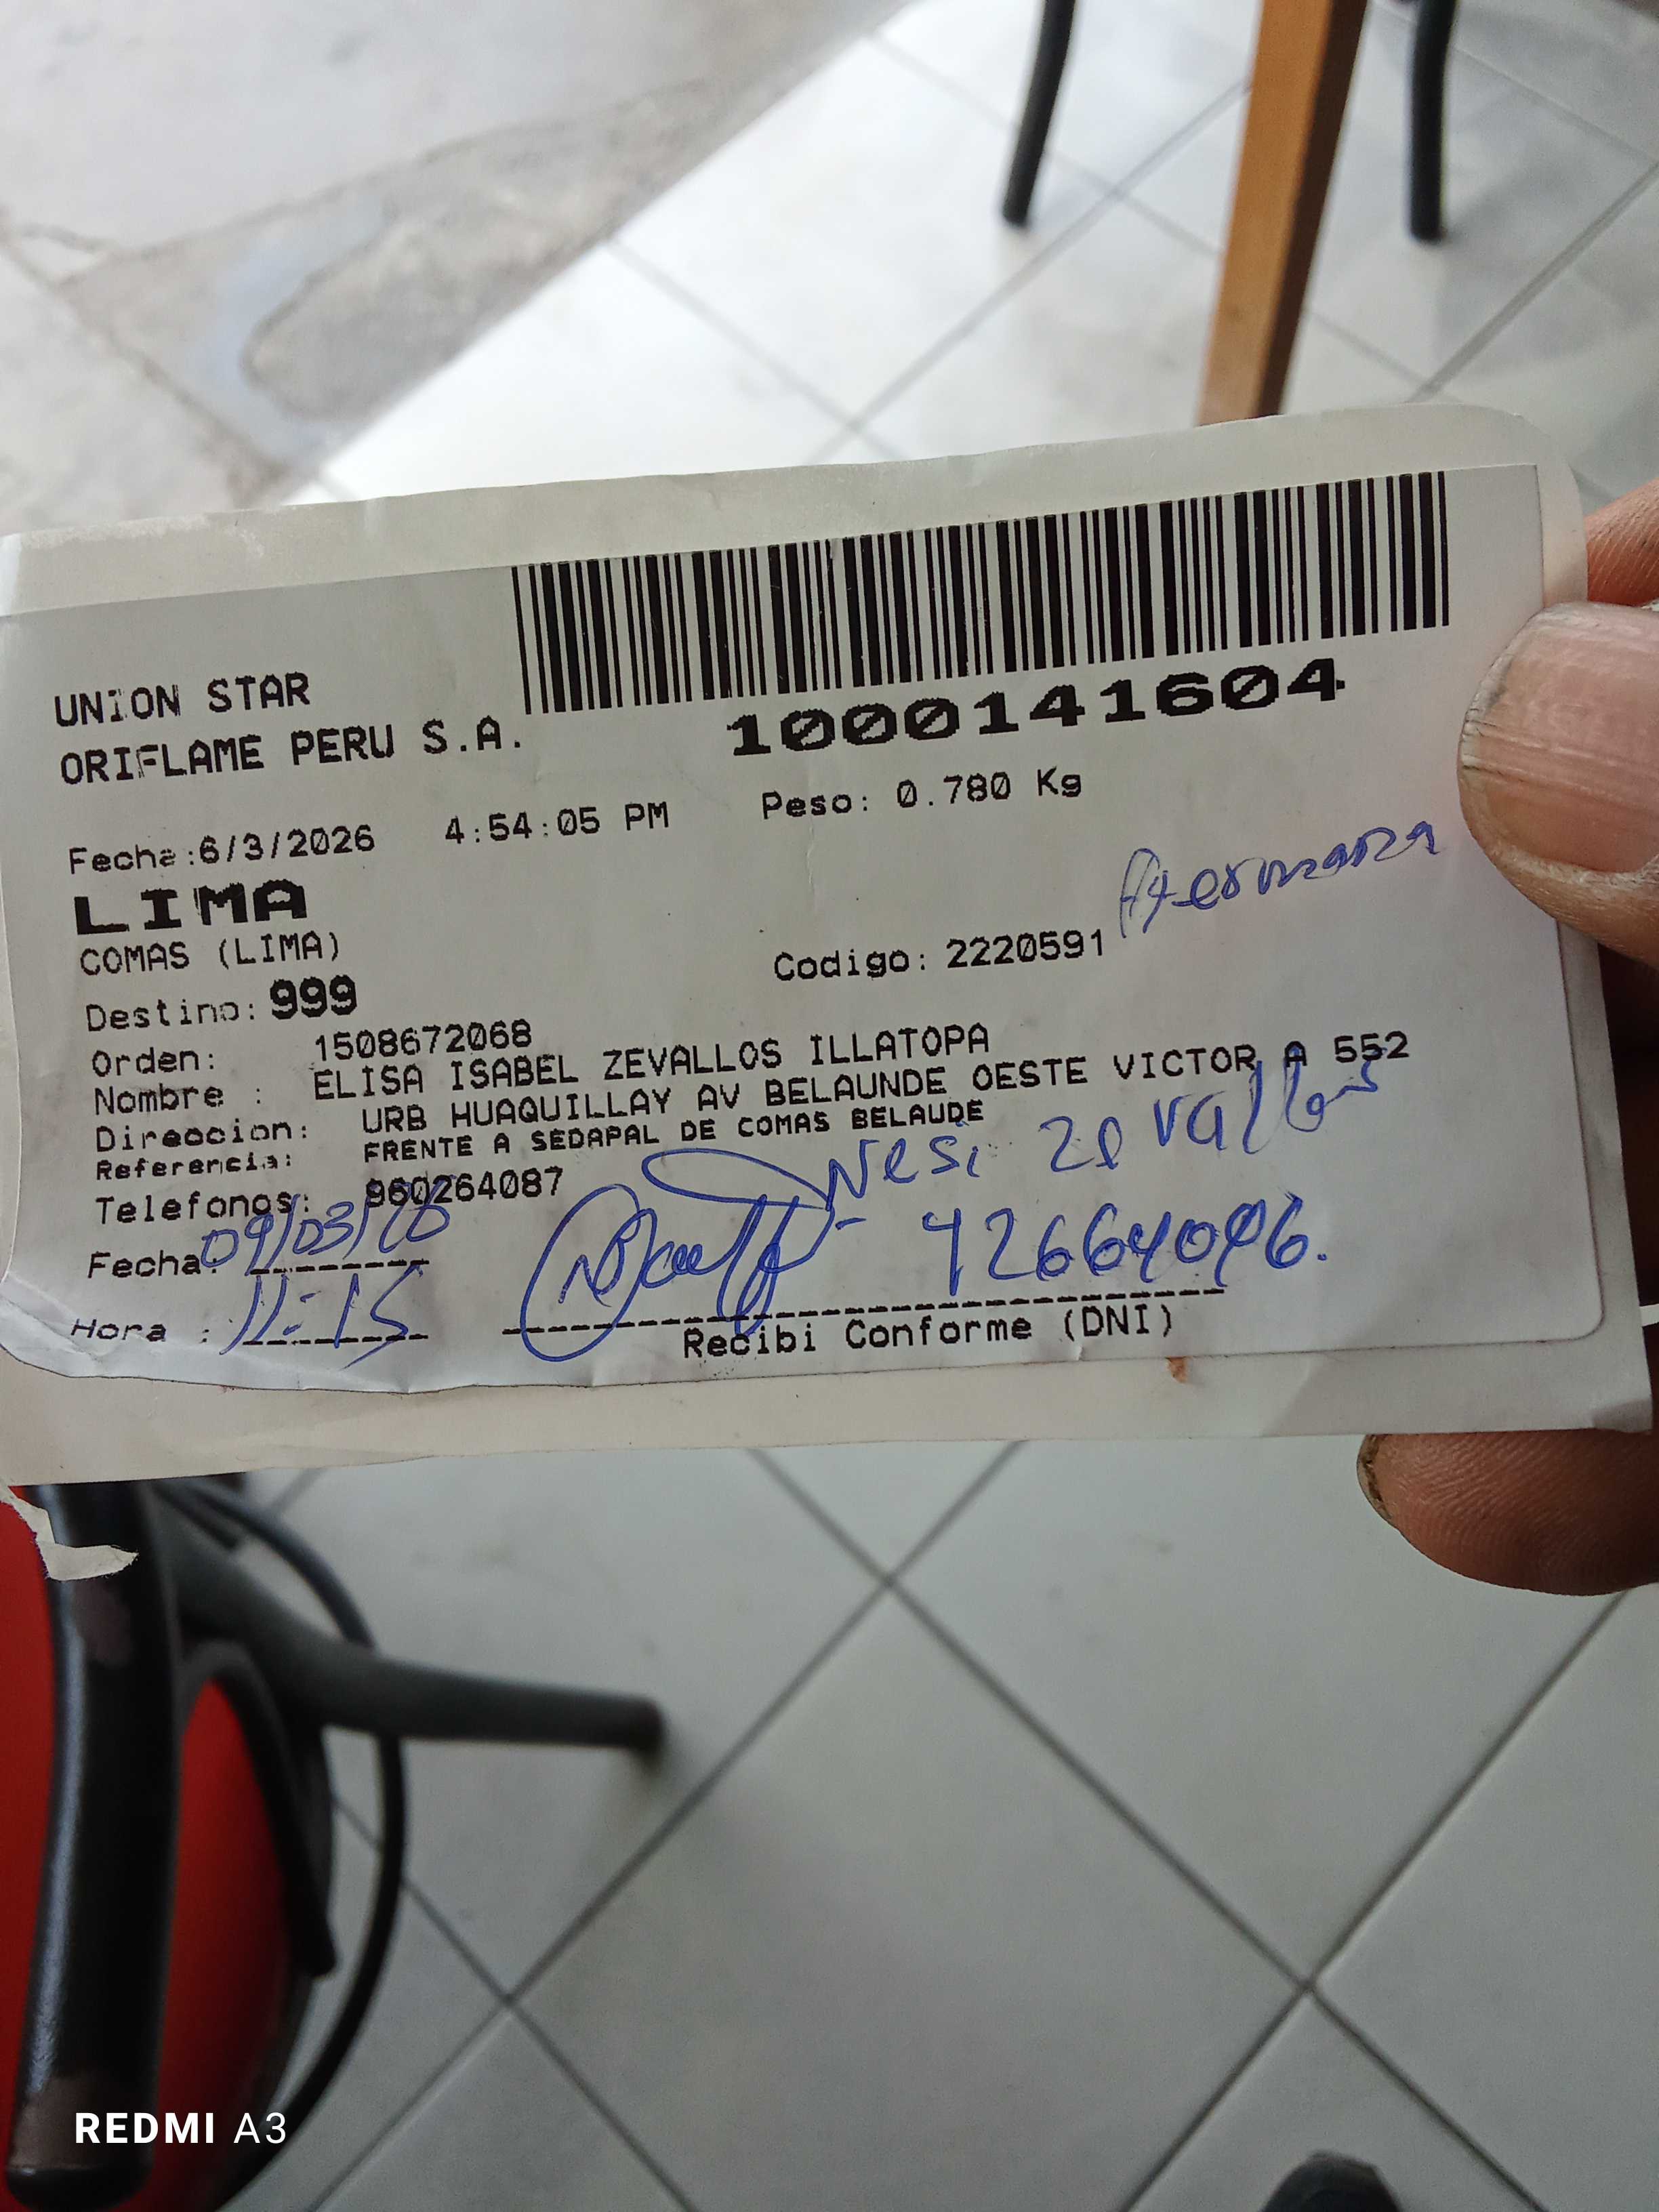 UNION STAR
ORIFLAME PERU S.A.
1000141604
Fecha:6/3/2026 4:54:05 PM Peso: 0.780 Kg
LIMA
Hermana
COMAS (LIMA)
Codigo: 2220591
Destino: 999
Orden: 1508672068
Nombre : ELISA ISABEL ZEVALLOS ILLATOPA
Direccion: URB HUAQUILLAY AV BELAUNDE OESTE VICTOR A 552
Referencia: FRENTE A SEDAPAL DE COMAS BELAUDE
Nesi Zevallos
Telefonos: 960264087
Fecha: 09/03/26
42664096.
Hora : 11:15
Recibi Conforme (DNI)
REDMI A3